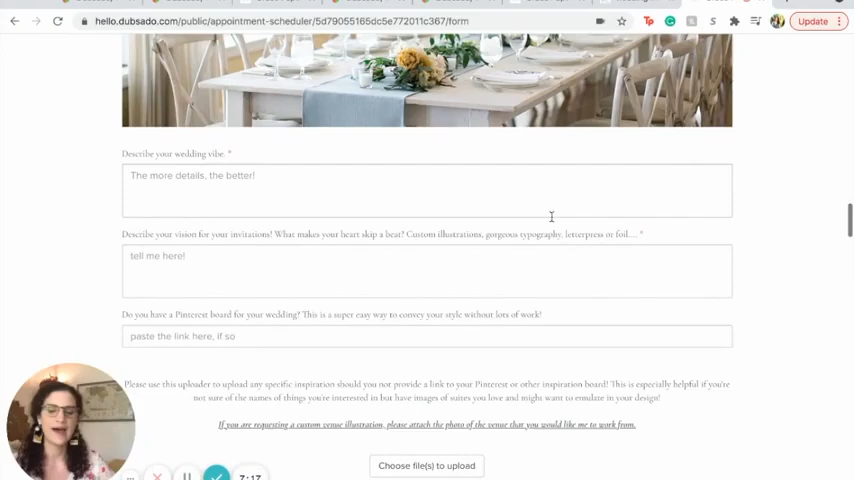 hello.dubsado.com/public/appointment-scheduler/5d79055165dc5e772011c367/form
Update
Describe your wedding vibe. *
The more details, the better!
Describe your vision for your invitations! What makes your heart skip a beat? Custom illustrations, gorgeous typography, letterpress or foil.... *
tell me here!
Do you have a Pinterest board for your wedding? This is a super easy way to convey your style without lots of work!
paste the link here, if so
Please use this uploader to upload any specific inspiration should you not provide a link to your Pinterest or other inspiration board! This is especially helpful if you're
not sure of the names of things you're interested in but have images of suites you love and might want to emulate in your design!
If you are requesting a custom venue illustration, please attach the photo of the venue that you would like me to work from.
Choose file(s) to upload
7:17